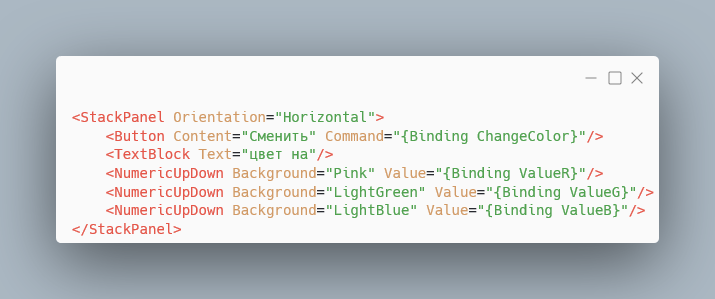 <StackPanel Orientation="Horizontal">
<Button Content="Сменить" Command="{Binding ChangeColor}"/>
<TextBlock Text="цвет на"/>
<NumericUpDown Background="Pink" Value="{Binding ValueR}"/>
<NumericUpDown Background="LightGreen" Value="{Binding ValueG}"/>
<NumericUpDown Background="LightBlue" Value="{Binding ValueB}"/>
</StackPanel>